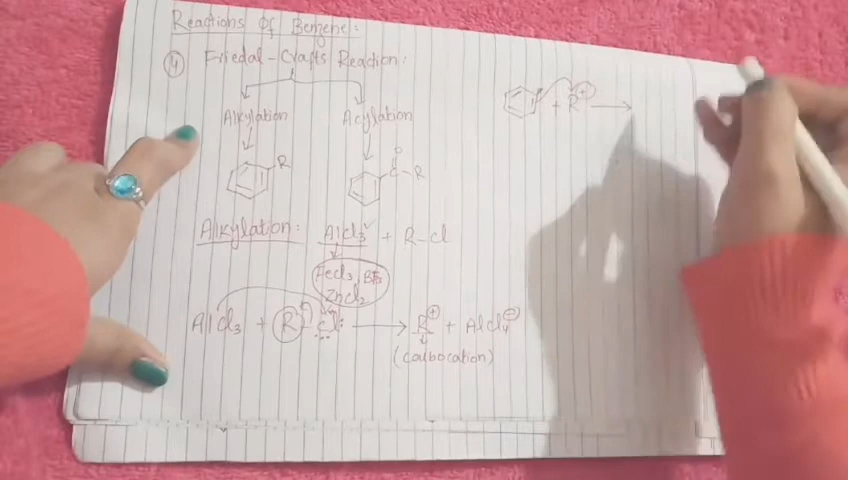 Reactions Of Benzene:
4 Friedal-Crafts Reaction:
Alkylation Acylation
R
O
C-R
Alkylation: AlCl3 + R-Cl
FeCl3, BF3
ZnCl2
AlCl3 + R-Cl: → R+ + AlCl4-
(Carbocation)
+ R+ →